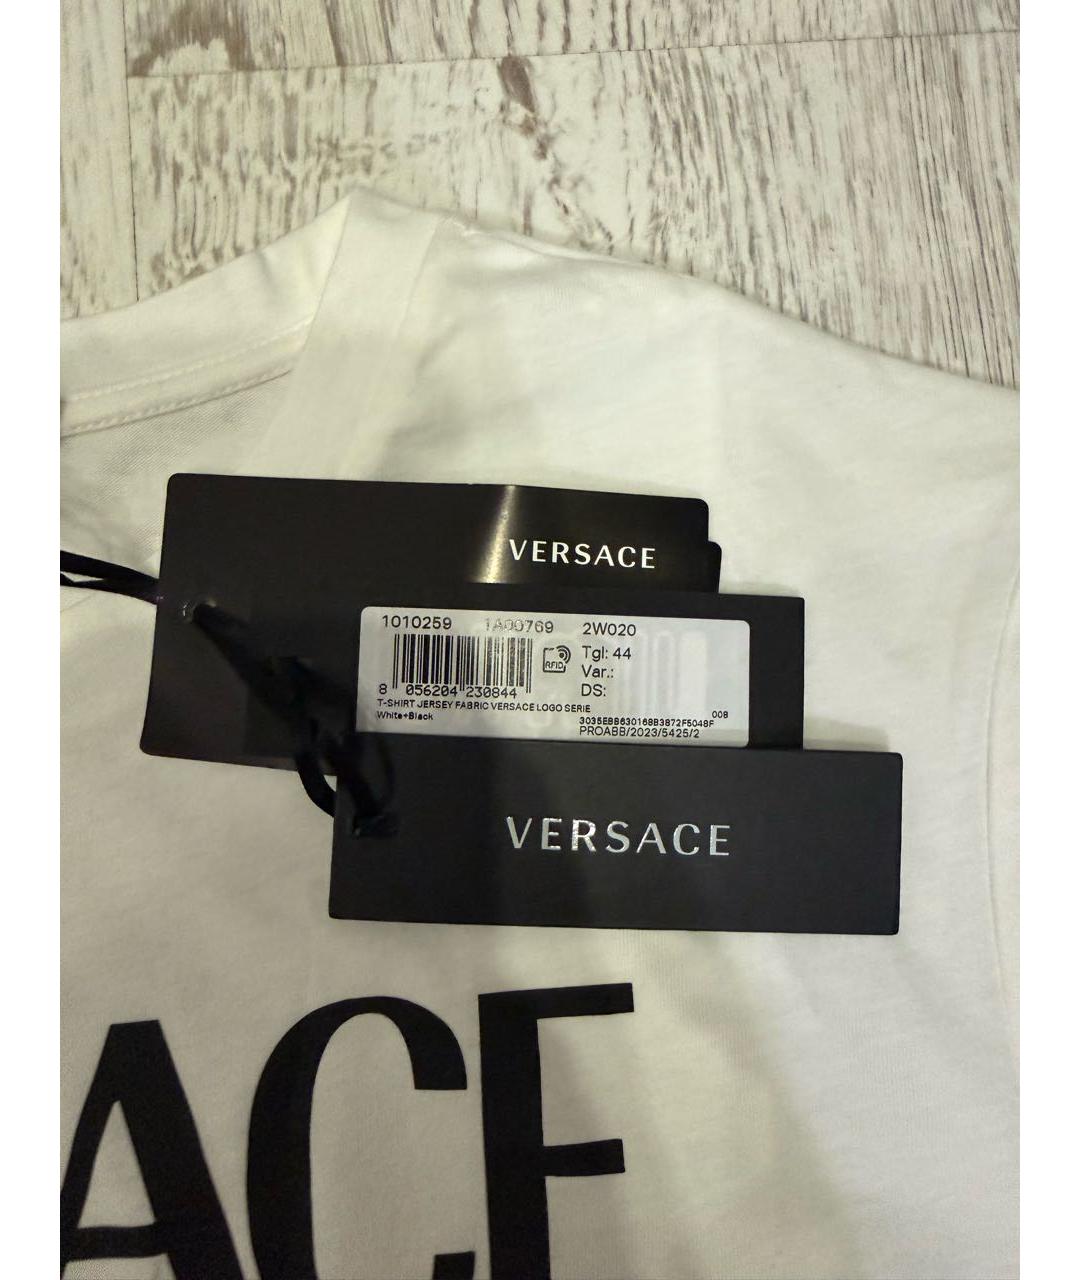 VERSACE
1010259 1A00769 2W020
RFID
Tgl: 44
Var.:
DS:
8 056204 230844
T-SHIRT JERSEY FABRIC VERSACE LOGO SERIE
White+Black
008
3035EBB630168B3872F5048F
PROABB/2023/5425/2
VERSACE
ACE